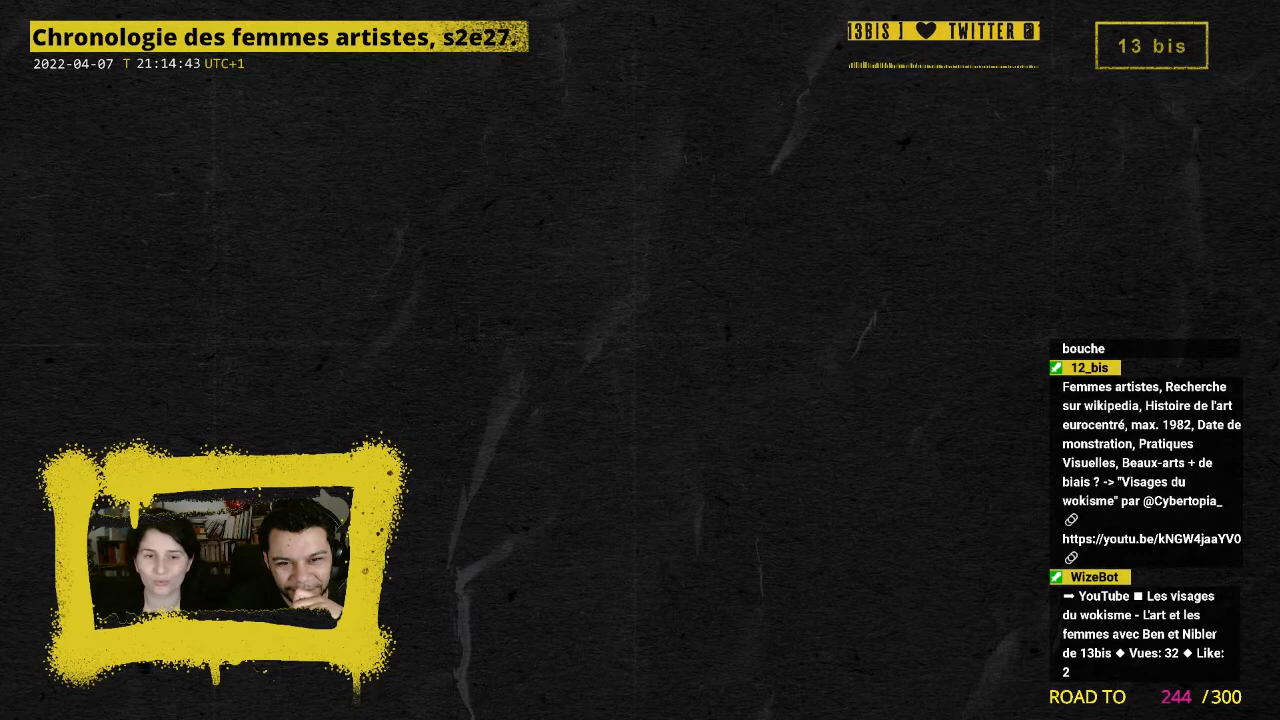 Chronologie des femmes artistes, s2e27.
2022-04-07 T 21:14:43 UTC+1
13BIS ] ♥ TWITTER
13 bis
bouche
12_bis
Femmes artistes, Recherche
sur wikipedia, Histoire de l'art
eurocentré, max. 1982, Date de
monstration, Pratiques
Visuelles, Beaux-arts + de
biais ? -> "Visages du
wokisme" par @Cybertopia_
https://youtu.be/kNGW4jaaYV0
WizeBot
➡ YouTube ■ Les visages
du wokisme - L'art et les
femmes avec Ben et Nibler
de 13bis ◆ Vues: 32 ◆ Like:
2
ROAD TO 244 / 300